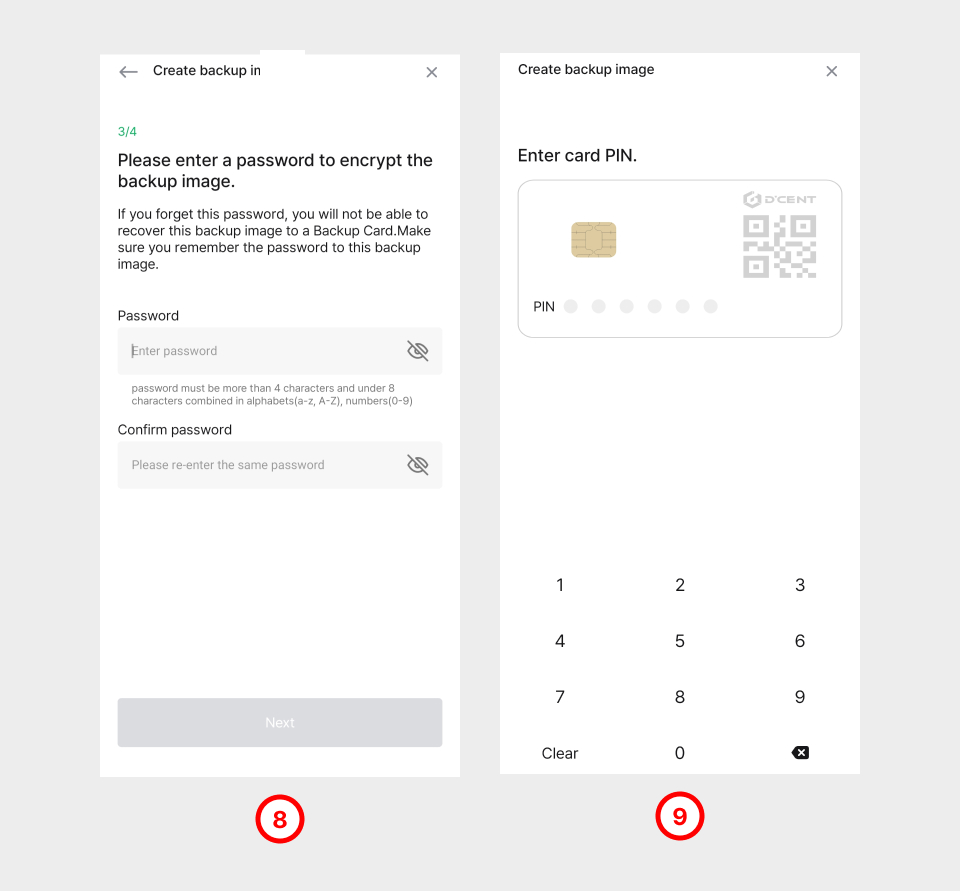 Create backup in
3/4
Please enter a password to encrypt the
backup image.
If you forget this password, you will not be able to
recover this backup image to a Backup Card.Make
sure you remember the password to this backup
image.
Password
Enter password
password must be more than 4 characters and under 8
characters combined in alphabets(a-z, A-Z), numbers(0-9)
Confirm password
Please re-enter the same password
Next
8
Create backup image
Enter card PIN.
D'CENT
PIN
1 2 3
4 5 6
7 8 9
Clear 0
9